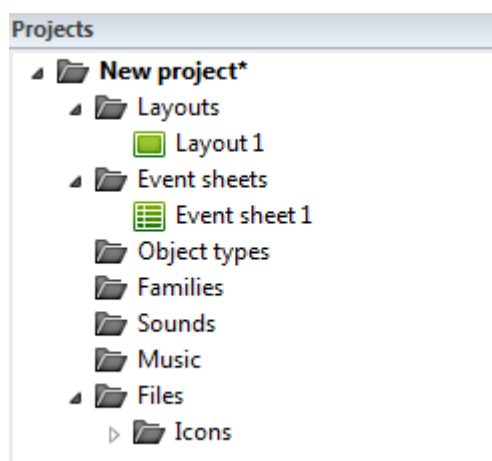 Projects
New project*
Layouts
Layout 1
Event sheets
Event sheet 1
Object types
Families
Sounds
Music
Files
Icons